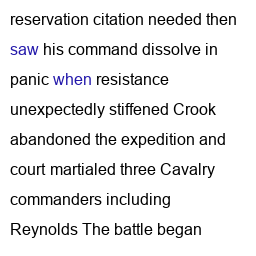 reservation citation needed then
saw his command dissolve in
panic when resistance
unexpectedly stiffened Crook
abandoned the expedition and
court martialed three Cavalry
commanders including
Reynolds The battle began